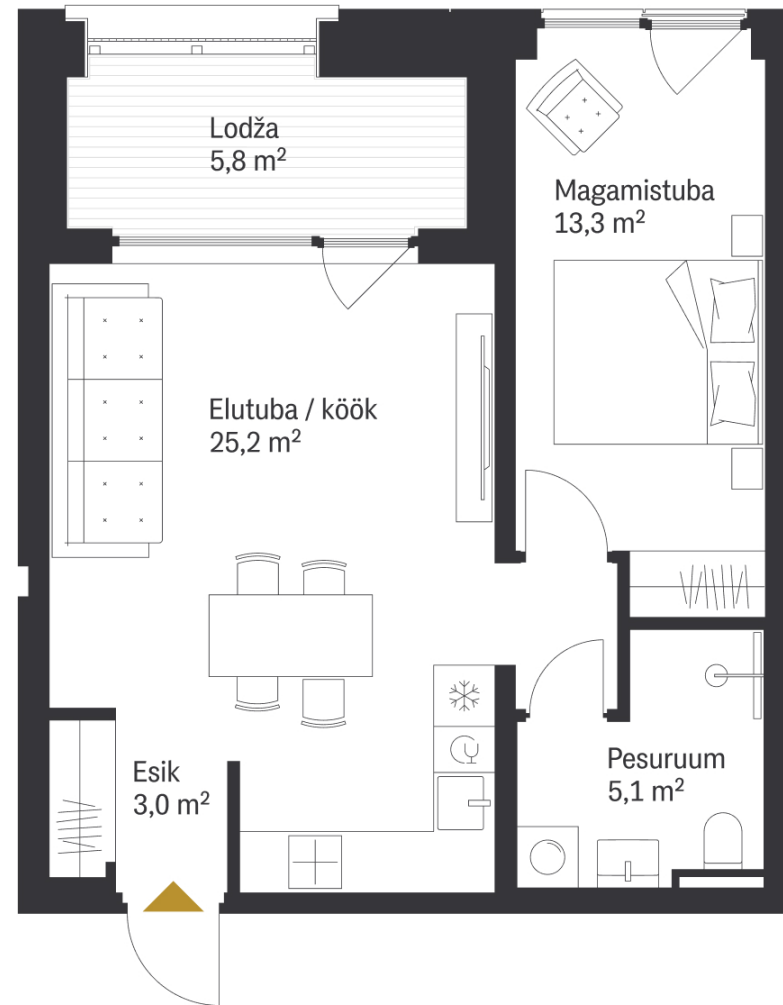 Lodža
5,8 m²
Magamistuba
13,3 m²
Elutuba / köök
25,2 m²
Esik
3,0 m²
Pesuruum
5,1 m²